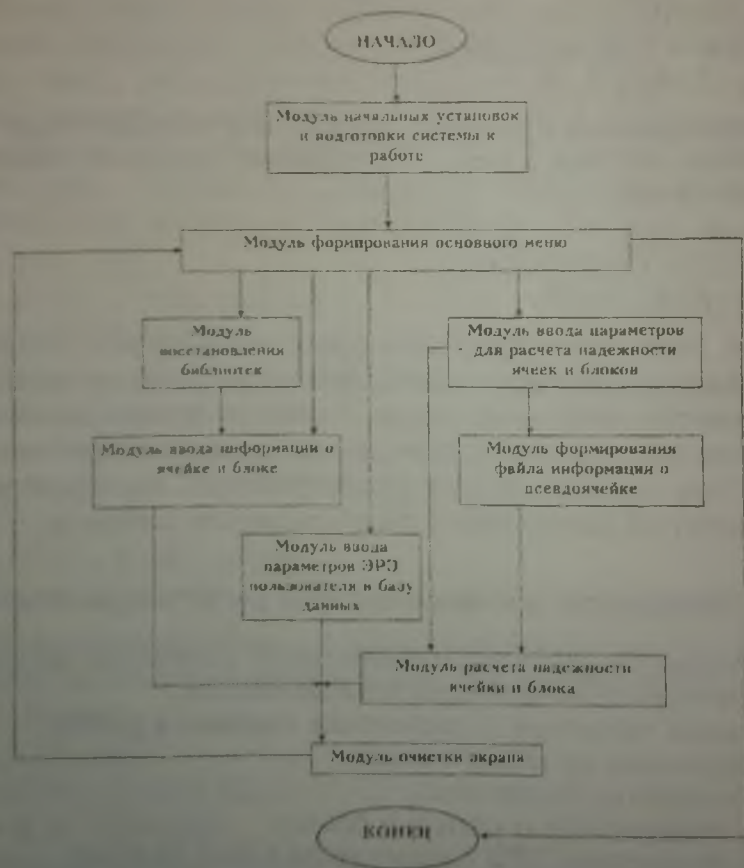 НАЧАЛО
Модуль начальных установок
и подготовки системы к
работе
Модуль формирования основного меню
Модуль
восстановления
библиотек
Модуль ввода параметров
для расчета надежности
ячеек и блоков
Модуль ввода информации о
ячейке и блоке
Модуль формирования
файла информации о
псевдоячейке
Модуль ввода
параметров ЭРЭ
пользователя в базу
данных
Модуль расчета надежности
ячейки и блока
Модуль очистки экрана
КОНЕЦ